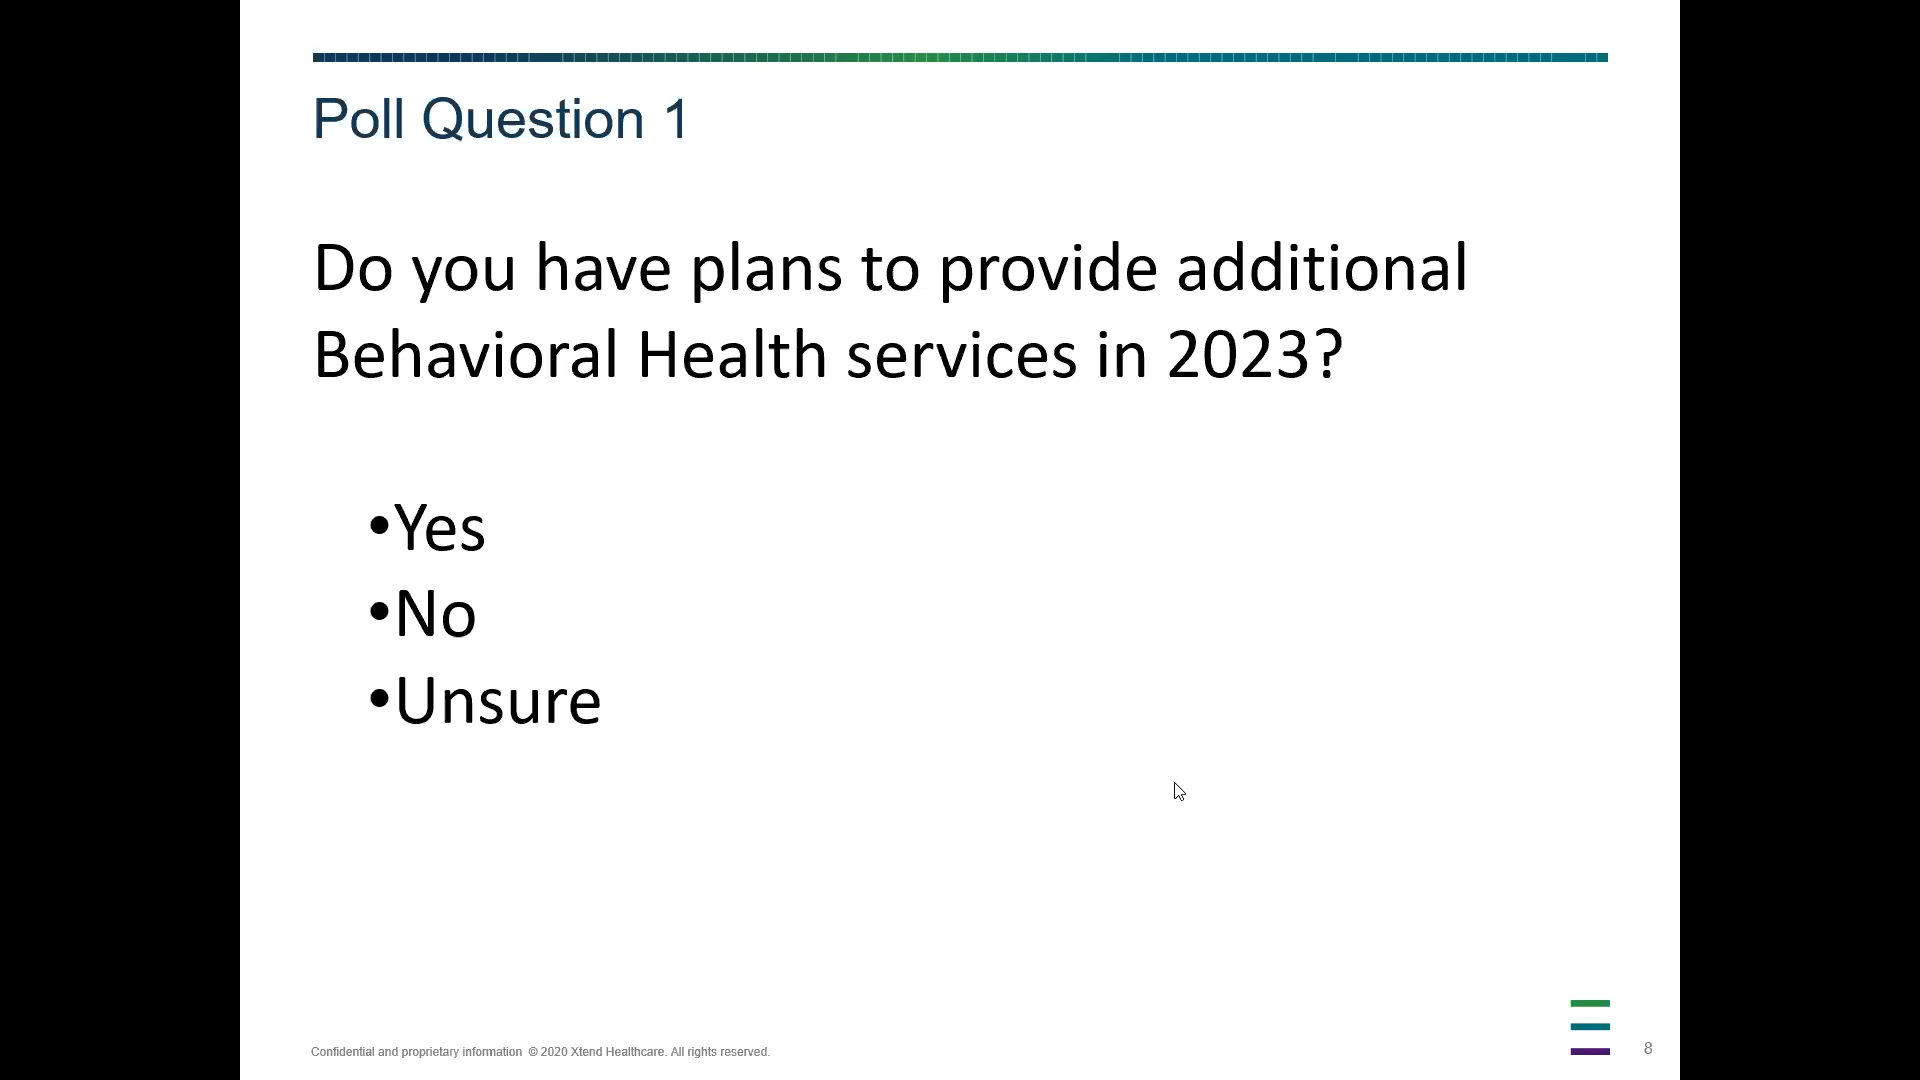 Poll Question 1
Do you have plans to provide additional
Behavioral Health services in 2023?
•Yes
•No
•Unsure
Confidential and proprietary information © 2020 Xtend Healthcare. All rights reserved.
8